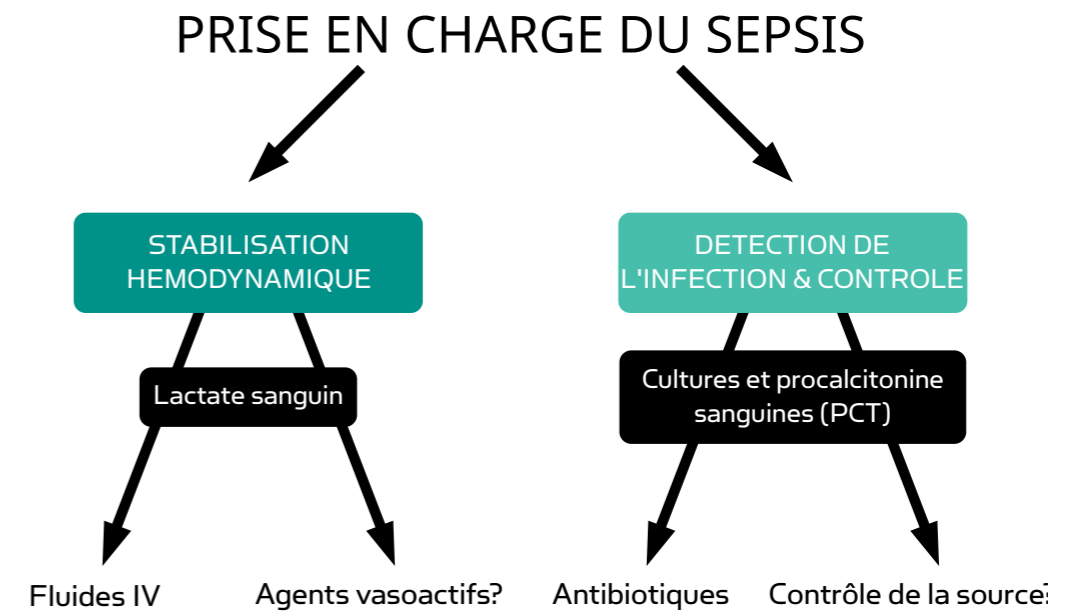 PRISE EN CHARGE DU SEPSIS
STABILISATION
HEMODYNAMIQUE
DETECTION DE
L'INFECTION & CONTROLE
Lactate sanguin
Cultures et procalcitonine
sanguines (PCT)
Fluides IV
Agents vasoactifs?
Antibiotiques
Contrôle de la source?